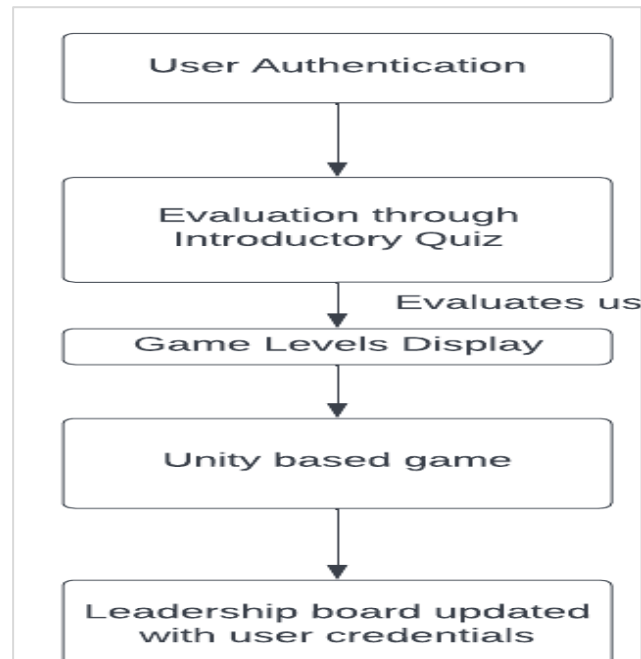 User Authentication
Evaluation through
Introductory Quiz
Evaluates us
Game Levels Display
Unity based game
Leadership board updated
with user credentials